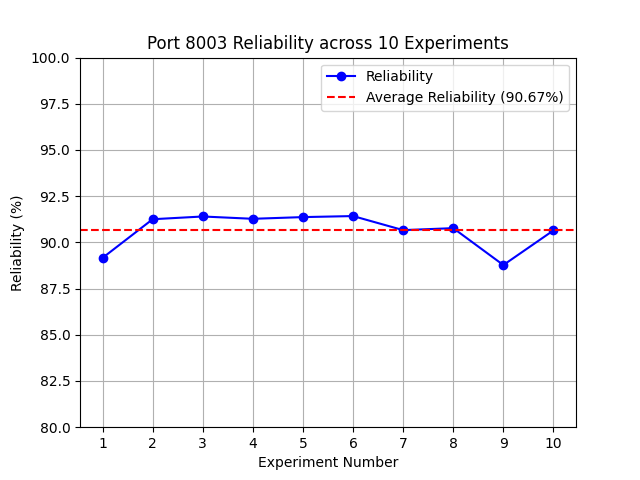 Port 8003 Reliability across 10 Experiments
Reliability
Average Reliability (90.67%)
Reliability (%)
100.0
97.5
95.0
92.5
90.0
87.5
85.0
82.5
80.0
1 2 3 4 5 6 7 8 9 10
Experiment Number